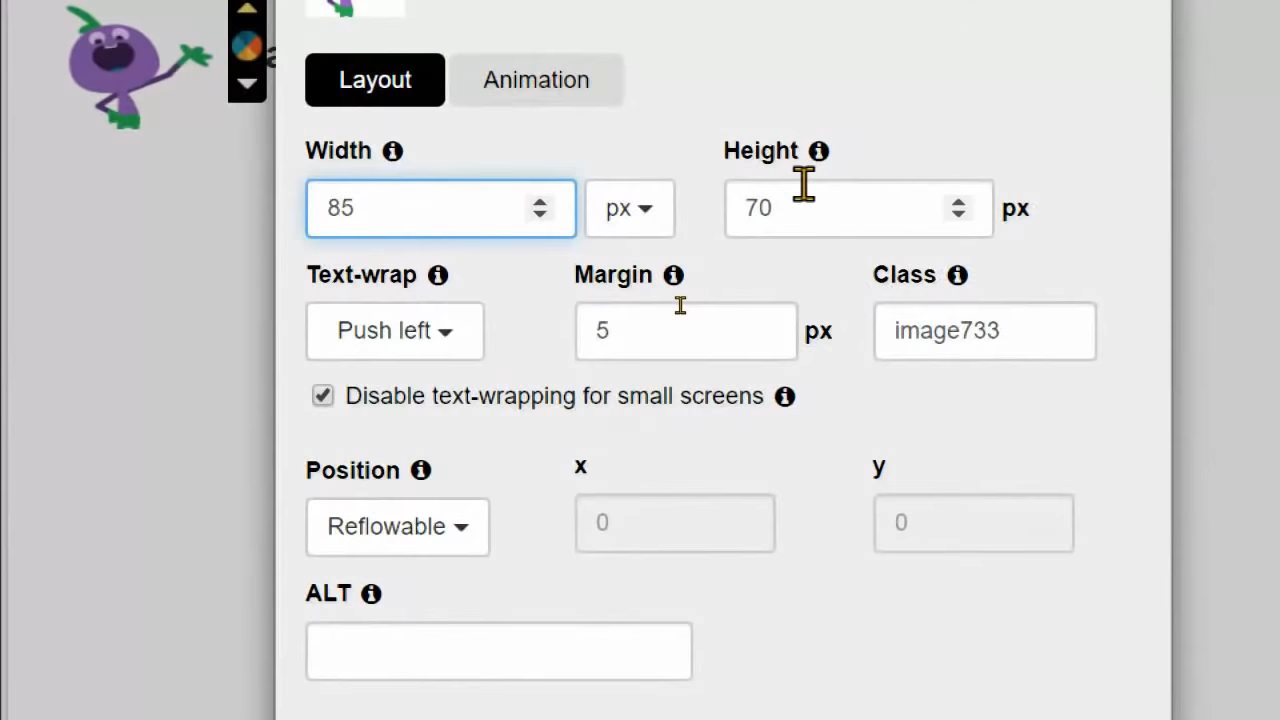 Layout Animation
Width Height
85 px 70 px
Text-wrap Margin Class
Push left 5 px image733
Disable text-wrapping for small screens
Position x y
Reflowable 0 0
ALT